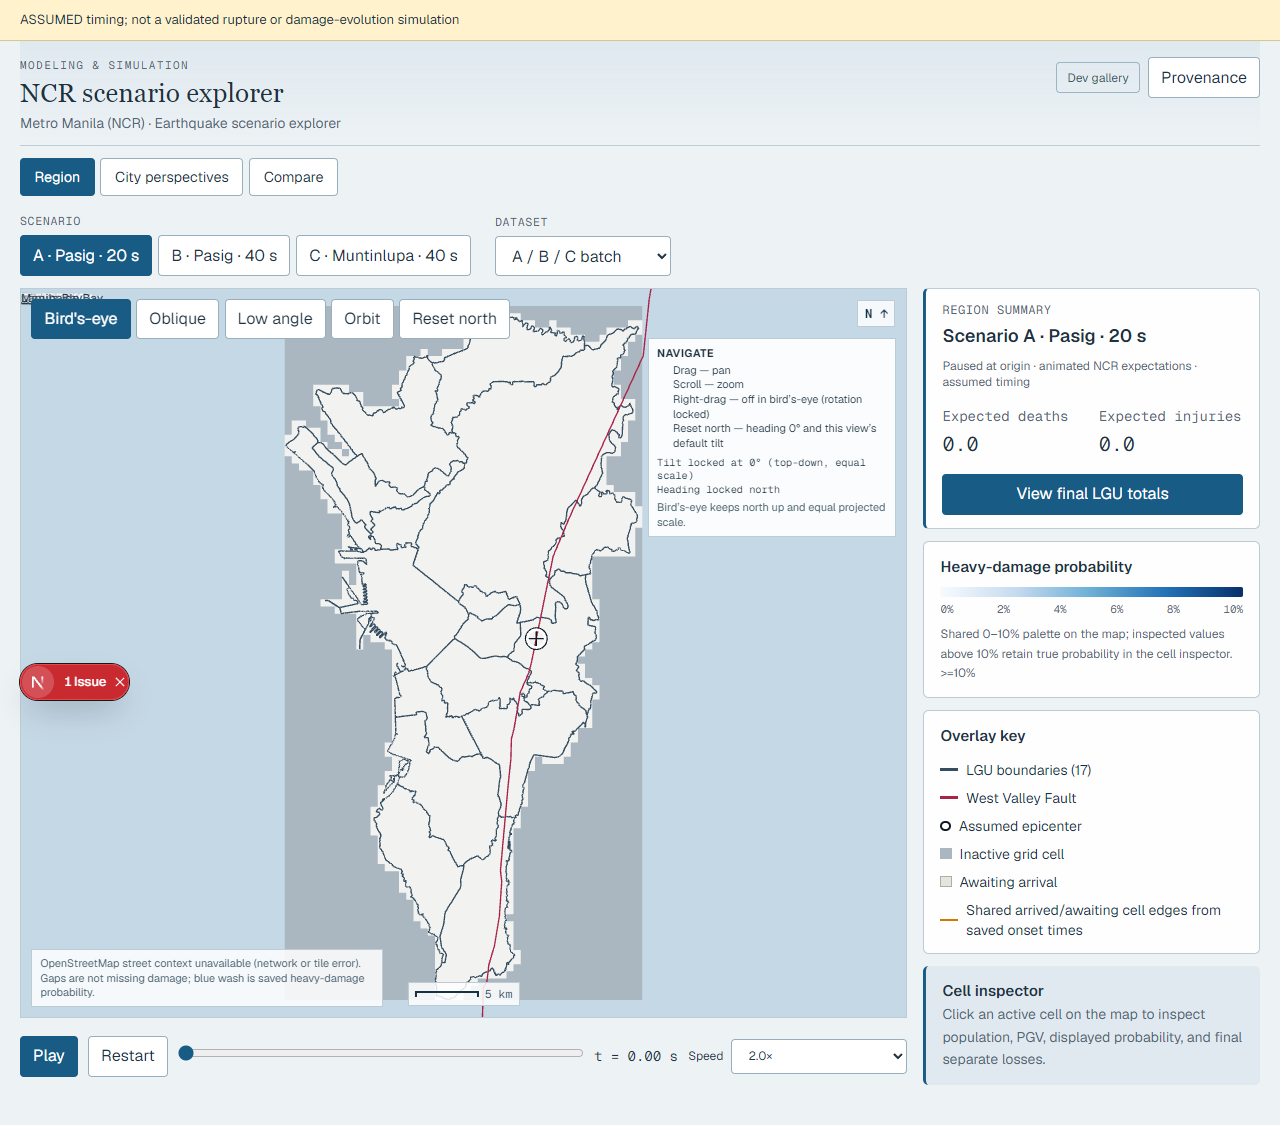 ASSUMED timing; not a validated rupture or damage-evolution simulation
MODELING & SIMULATION
NCR scenario explorer
Metro Manila (NCR) · Earthquake scenario explorer
Dev gallery
Provenance
Region
City perspectives
Compare
SCENARIO
A · Pasig · 20 s
B · Pasig · 40 s
C · Muntinlupa · 40 s
DATASET
A / B / C batch
Bird's-eye
Oblique
Low angle
Orbit
Reset north
N ↑
NAVIGATE
Drag — pan
Scroll — zoom
Right-drag — off in bird's-eye (rotation
locked)
Reset north — heading 0° and this view's
default tilt
Tilt locked at 0° (top-down, equal
scale)
Heading locked north
Bird's-eye keeps north up and equal projected
scale.
N 1 Issue ×
OpenStreetMap street context unavailable (network or tile error).
Gaps are not missing damage; blue wash is saved heavy-damage
probability.
5 km
Play
Restart
t = 0.00 s
Speed
2.0×
REGION SUMMARY
Scenario A · Pasig · 20 s
Paused at origin · animated NCR expectations ·
assumed timing
Expected deaths Expected injuries
0.0 0.0
View final LGU totals
Heavy-damage probability
0% 2% 4% 6% 8% 10%
Shared 0–10% palette on the map; inspected values
above 10% retain true probability in the cell inspector.
>=10%
Overlay key
LGU boundaries (17)
West Valley Fault
Assumed epicenter
Inactive grid cell
Awaiting arrival
Shared arrived/awaiting cell edges from
saved onset times
Cell inspector
Click an active cell on the map to inspect
population, PGV, displayed probability, and final
separate losses.